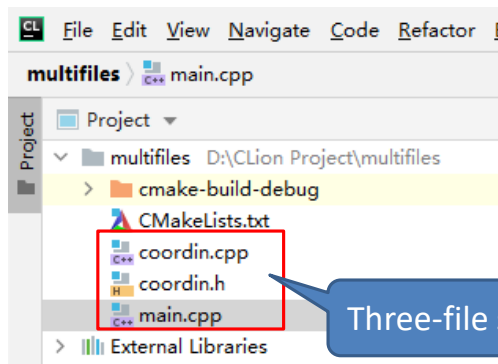 CL File Edit View Navigate Code Refactor
multifiles main.cpp
Project
Project
multifiles D:\CLion Project\multifiles
cmake-build-debug
CMakeLists.txt
C++ coordin.cpp
H coordin.h
C++ main.cpp
Three-file
External Libraries